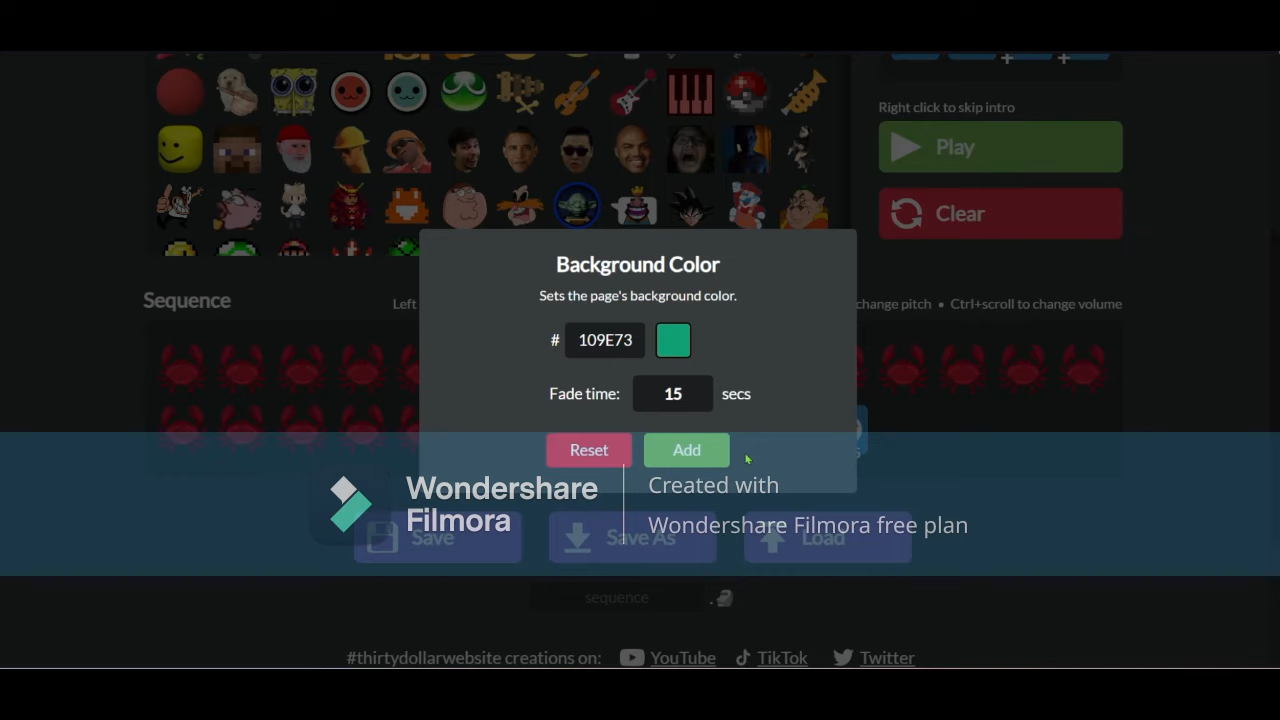 Right click to skip intro
Play
Clear
Background Color
Sets the page's background color.
Sequence
Left
change pitch • Ctrl+scroll to change volume
# 109E73
Fade time: 15 secs
Reset
Add
Wondershare
Filmora
Created with
Wondershare Filmora free plan
Save
Save As
Load
sequence .
#thirtydollarwebsite creations on: YouTube TikTok Twitter